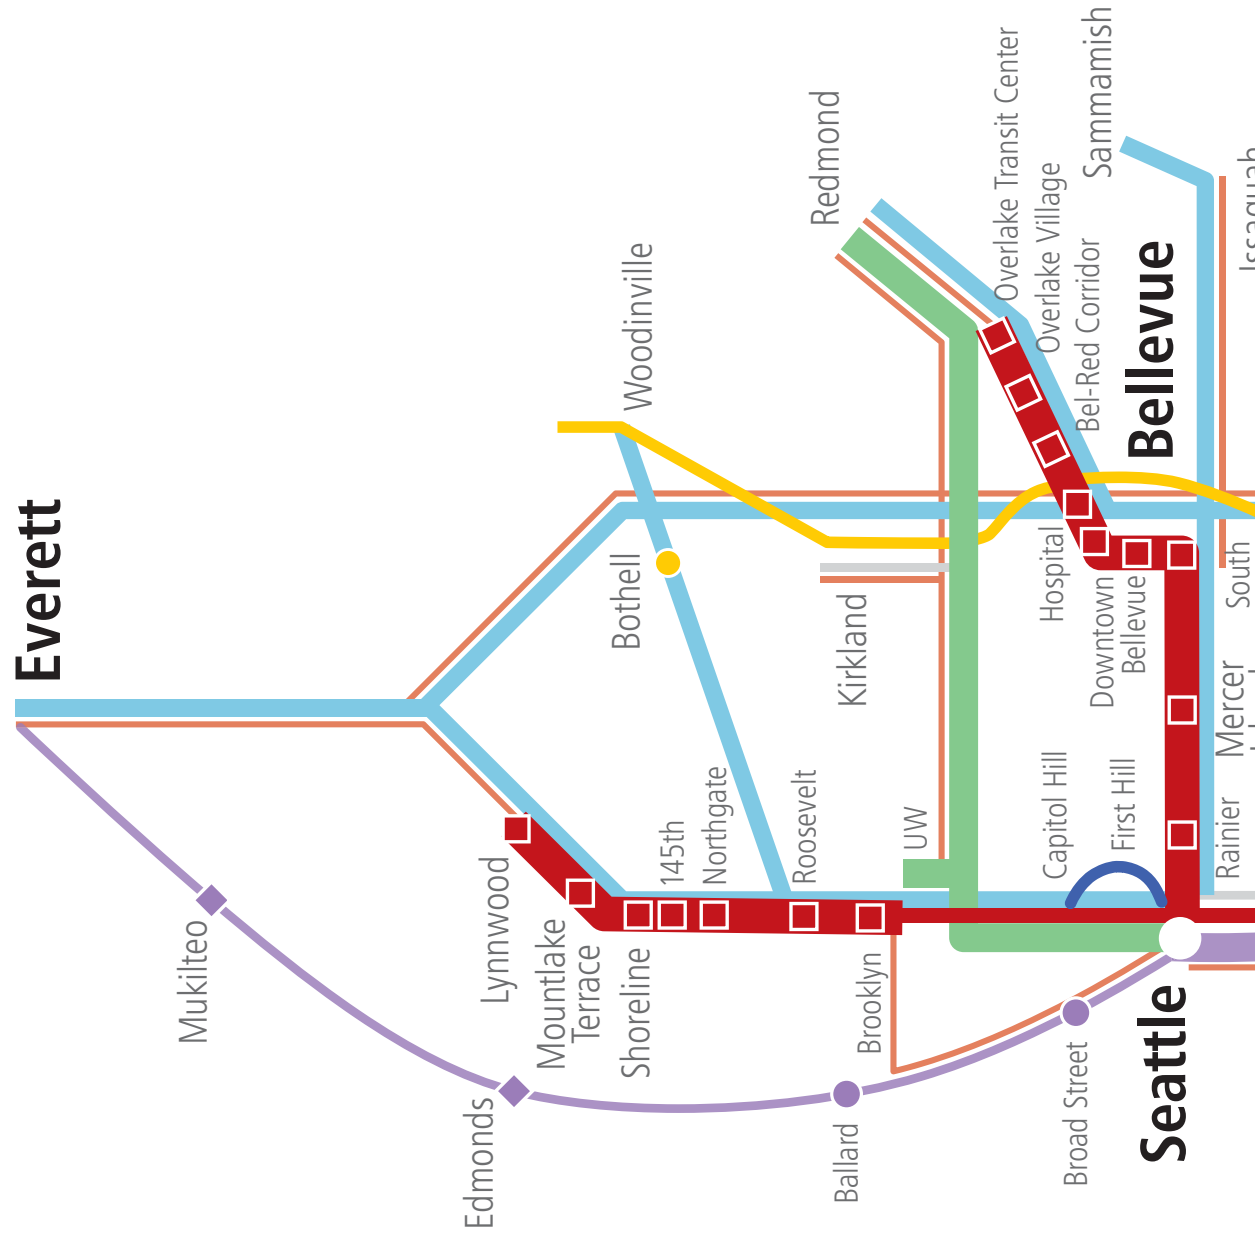 Everett
Mukilteo
Edmonds
Lynnwood
Mountlake
Terrace
Shoreline
145th
Northgate
Roosevelt
Brooklyn
Ballard
Broad Street
Seattle
UW
Capitol Hill
First Hill
Rainier
Mercer
South
Bothell
Woodinville
Kirkland
Redmond
Hospital
Downtown
Bellevue
Bellevue
Bel-Red Corridor
Overlake Village
Overlake Transit Center
Sammamish
Issaquah